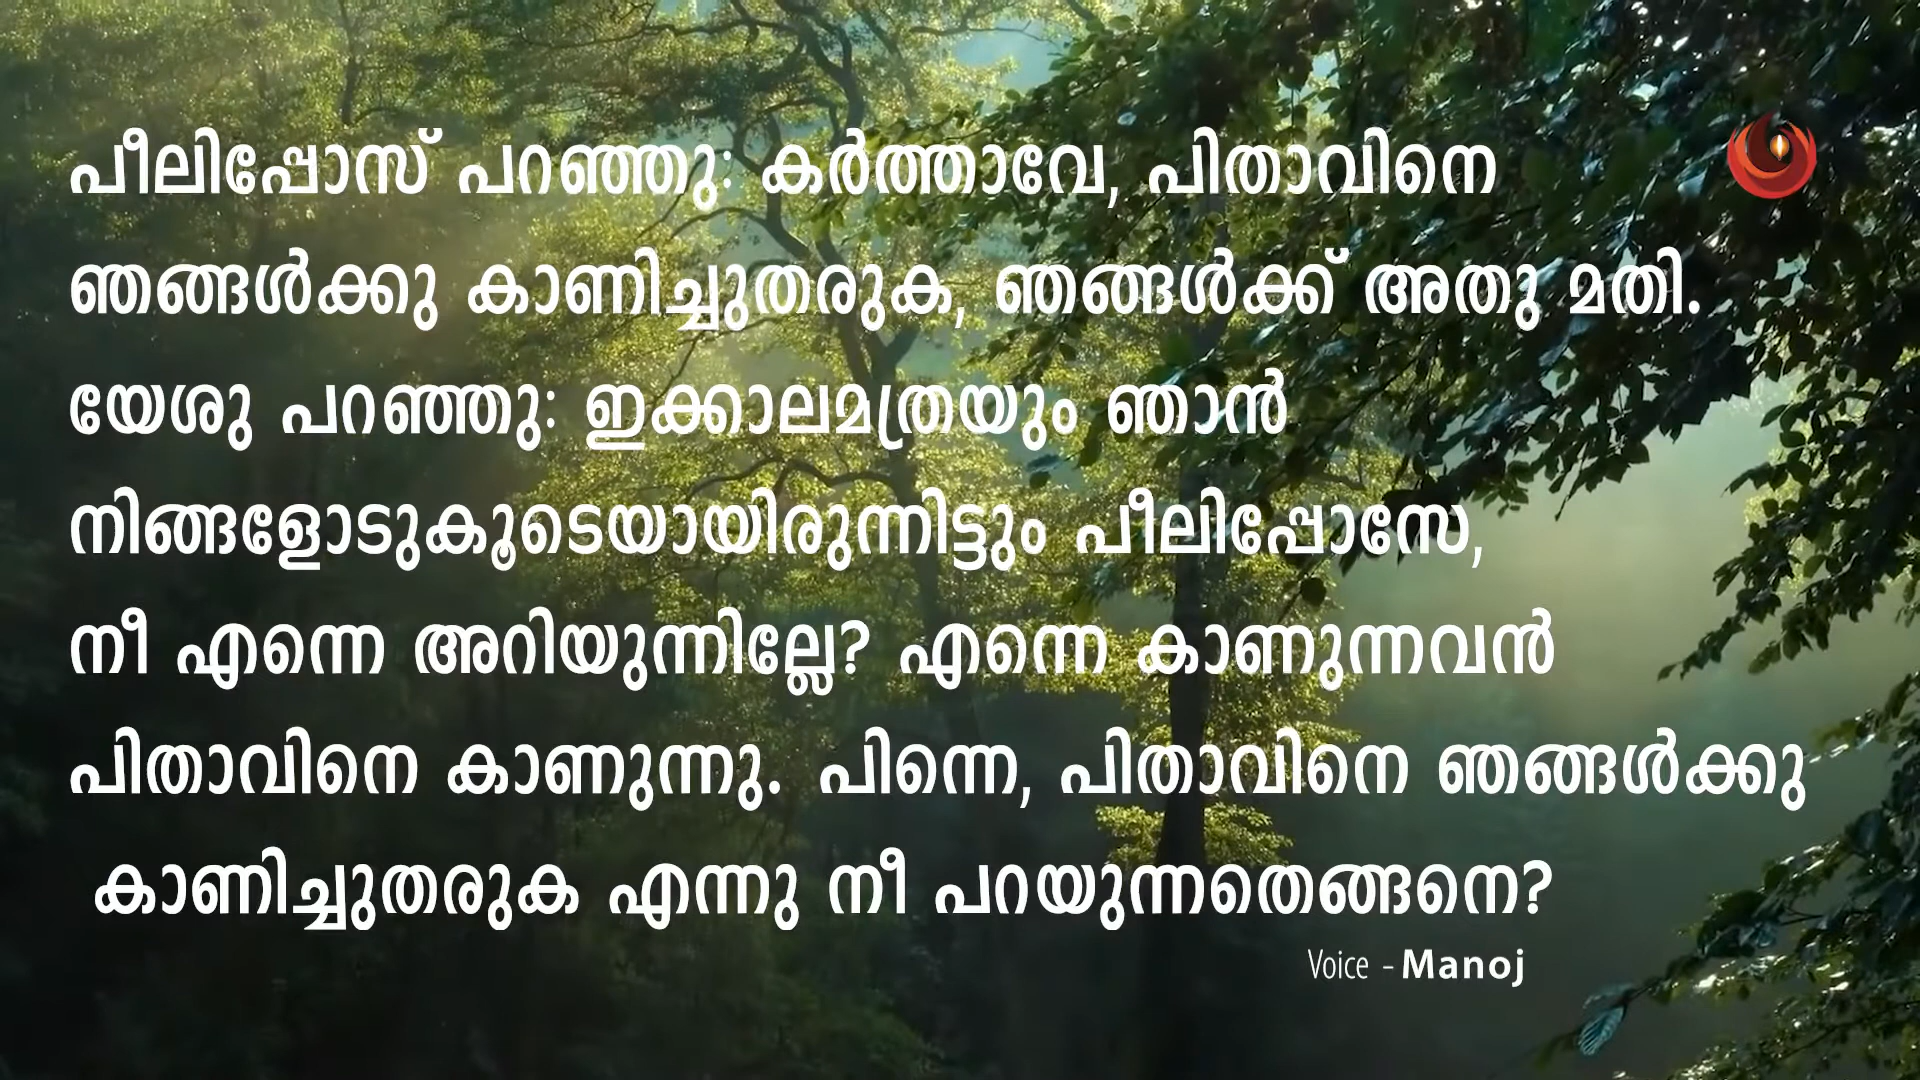 പീലിപ്പോസ് പറഞ്ഞു: കർത്താവേ, പിതാവിനെ
ഞങ്ങൾക്കു കാണിച്ചുതരുക, ഞങ്ങൾക്ക് അതു മതി.
യേശു പറഞ്ഞു: ഇക്കാലമത്രയും ഞാൻ
നിങ്ങളോടുകൂടെയായിരുന്നിട്ടും പീലിപ്പോസേ,
നീ എന്നെ അറിയുന്നില്ലേ? എന്നെ കാണുന്നവൻ
പിതാവിനെ കാണുന്നു. പിന്നെ, പിതാവിനെ ഞങ്ങൾക്കു
കാണിച്ചുതരുക എന്നു നീ പറയുന്നതെങ്ങനെ?
Voice - Manoj